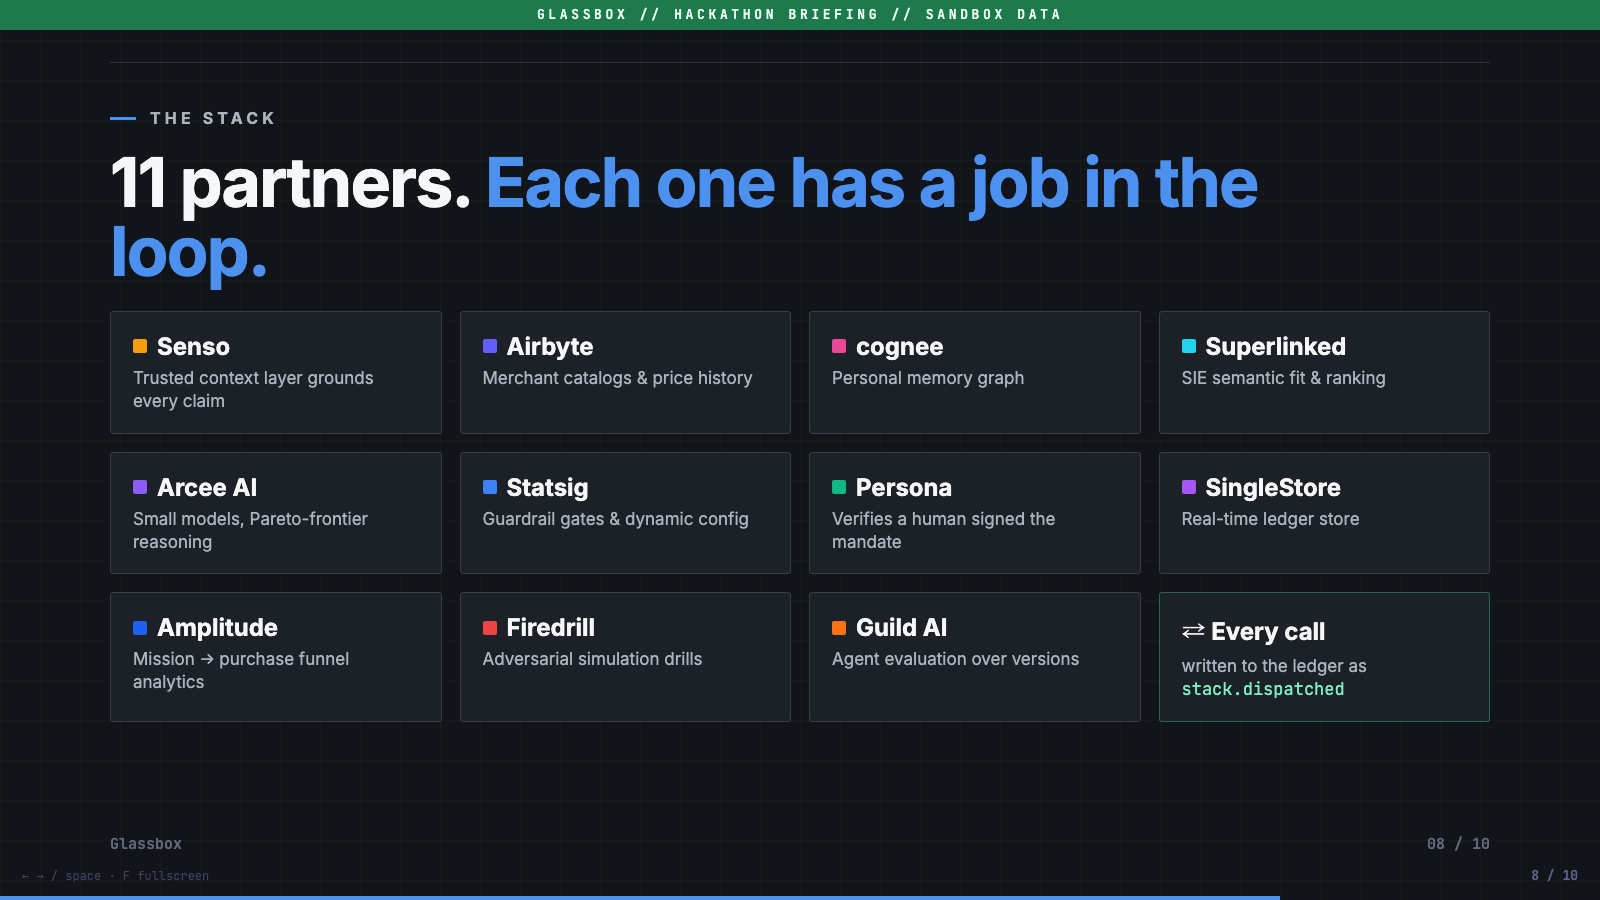 GLASSBOX // HACKATHON BRIEFING // SANDBOX DATA
THE STACK
11 partners. Each one has a job in the
loop.
Senso
Trusted context layer grounds
every claim
Airbyte
Merchant catalogs & price history
cognee
Personal memory graph
Superlinked
SIE semantic fit & ranking
Arcee AI
Small models, Pareto-frontier
reasoning
Statsig
Guardrail gates & dynamic config
Persona
Verifies a human signed the
mandate
SingleStore
Real-time ledger store
Amplitude
Mission → purchase funnel
analytics
Firedrill
Adversarial simulation drills
Guild AI
Agent evaluation over versions
⇄ Every call
written to the ledger as
stack.dispatched
Glassbox
08 / 10
← → / space · F fullscreen
8 / 10